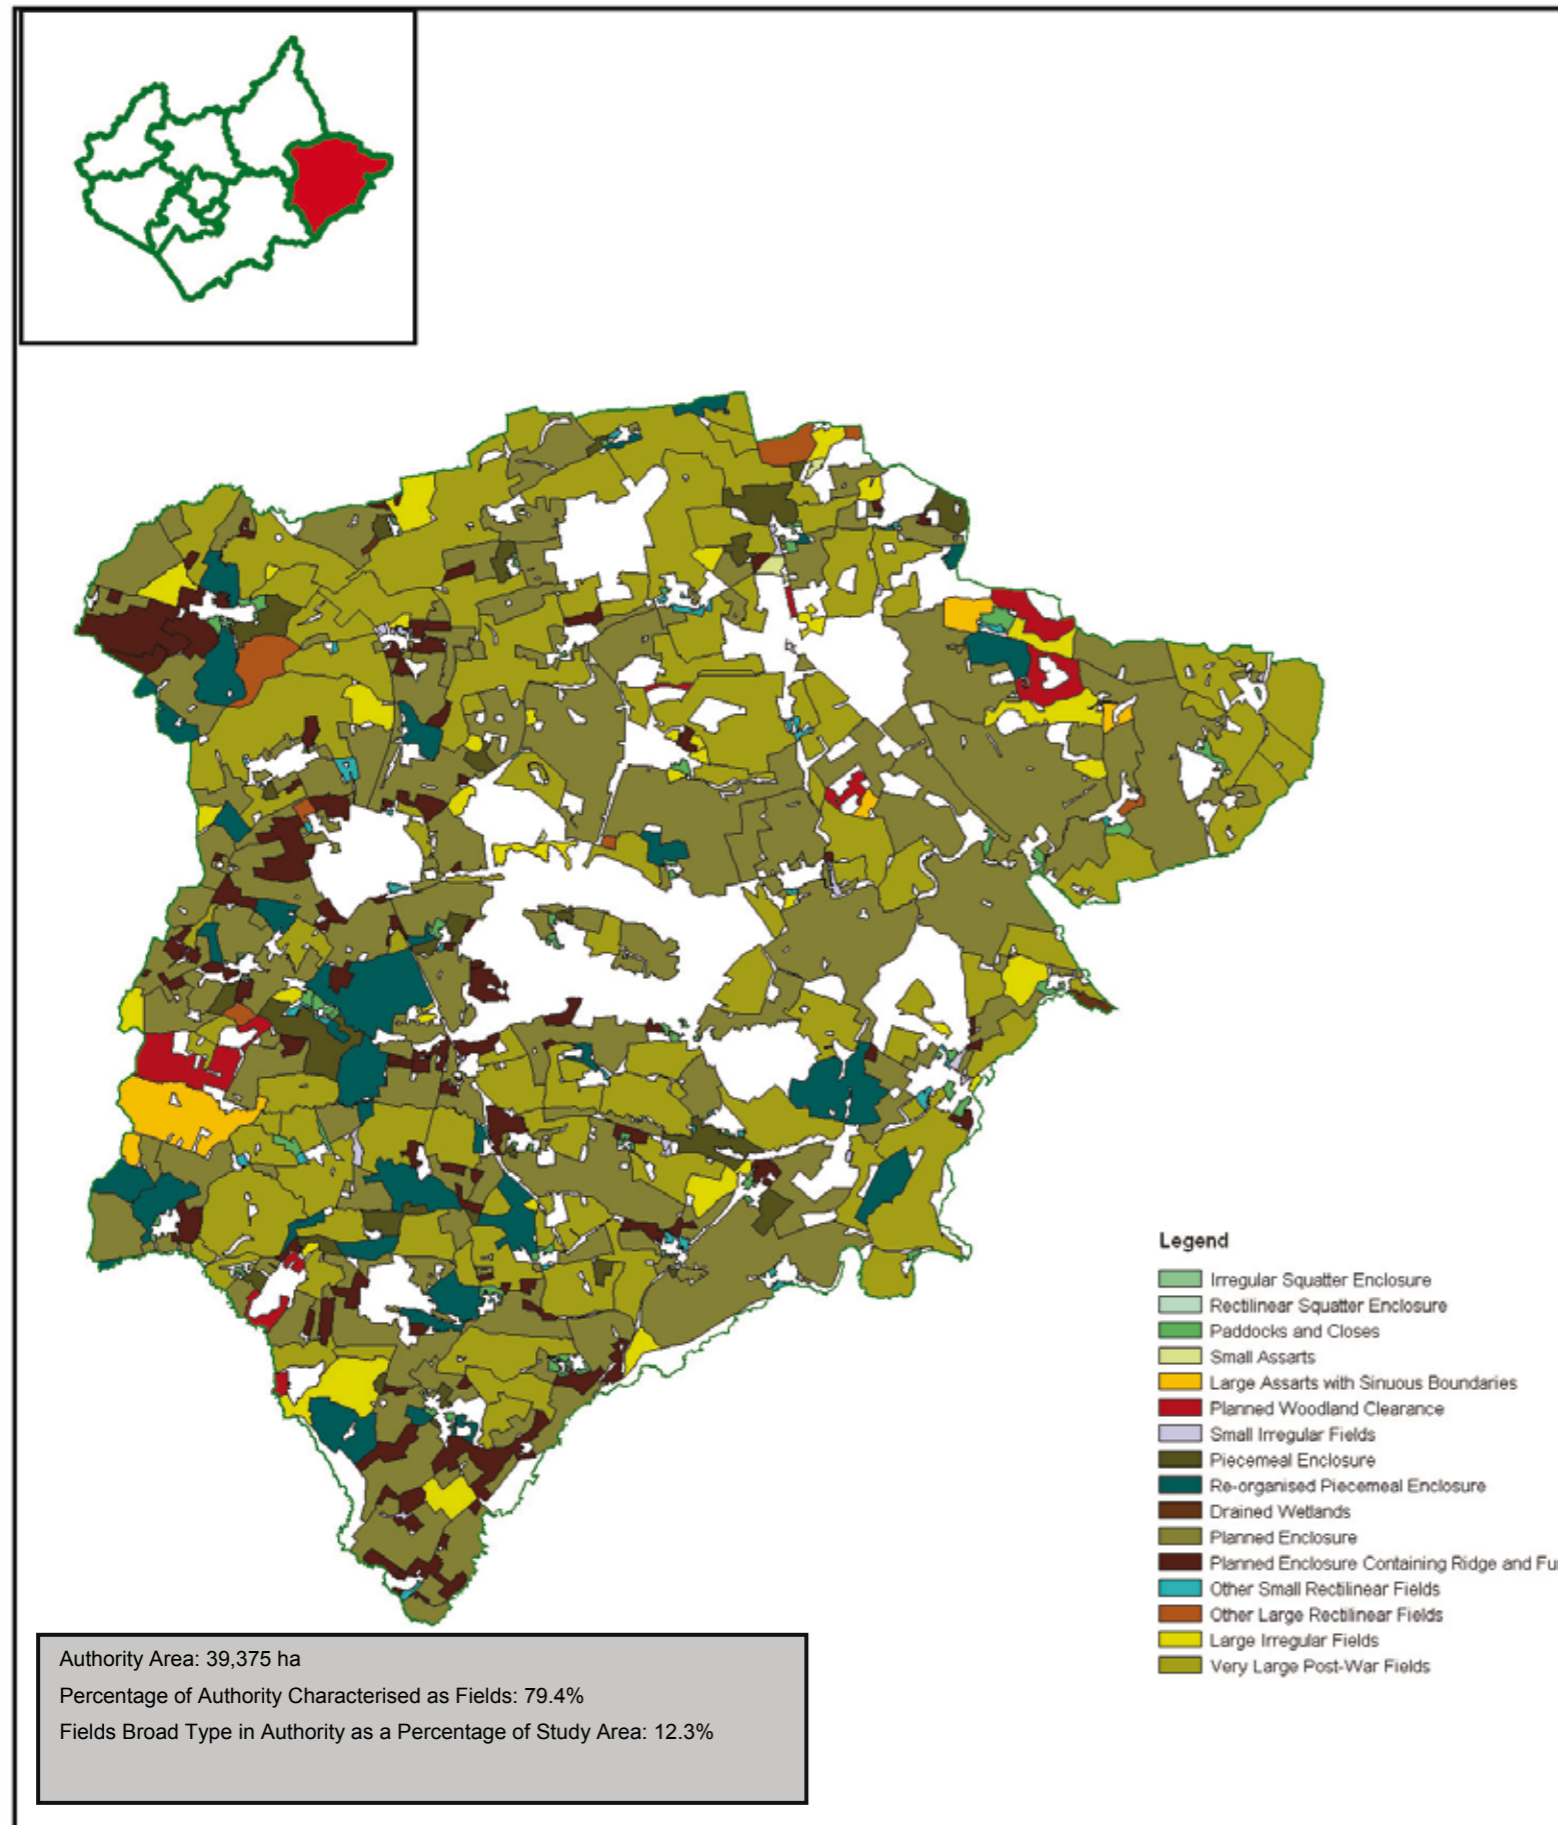 Legend
Irregular Squatter Enclosure
Rectilinear Squatter Enclosure
Paddocks and Closes
Small Assarts
Large Assarts with Sinuous Boundaries
Planned Woodland Clearance
Small Irregular Fields
Piecemeal Enclosure
Re-organised Piecemeal Enclosure
Drained Wetlands
Planned Enclosure
Planned Enclosure Containing Ridge and Fu
Other Small Rectilinear Fields
Other Large Rectilinear Fields
Large Irregular Fields
Very Large Post-War Fields
Authority Area: 39,375 ha
Percentage of Authority Characterised as Fields: 79.4%
Fields Broad Type in Authority as a Percentage of Study Area: 12.3%